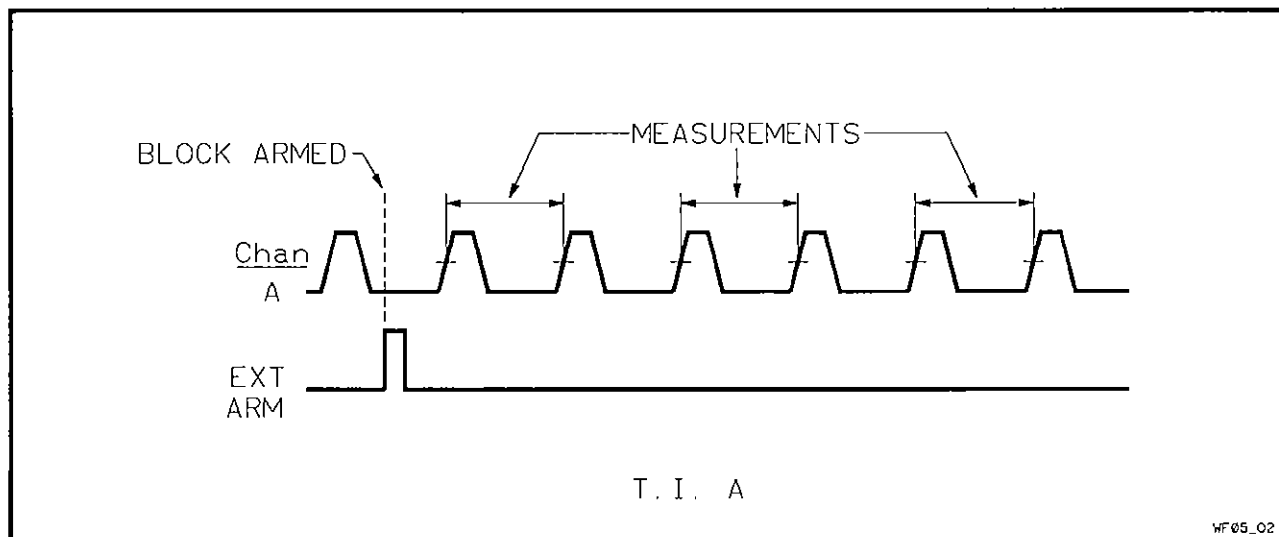 MEASUREMENTS
BLOCK ARMED
Chan
A
EXT
ARM
T. I. A
WF05_02